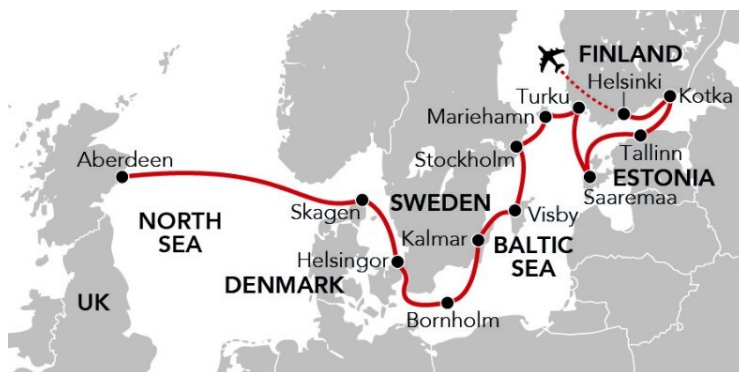 FINLAND
Helsinki
Kotka
Turku
Mariehamn
Tallinn
Stockholm
ESTONIA
Aberdeen
Saaremaa
SWEDEN
Skagen
Visby
NORTH
SEA
Kalmar
BALTIC
SEA
Helsingor
DENMARK
UK
Bornholm